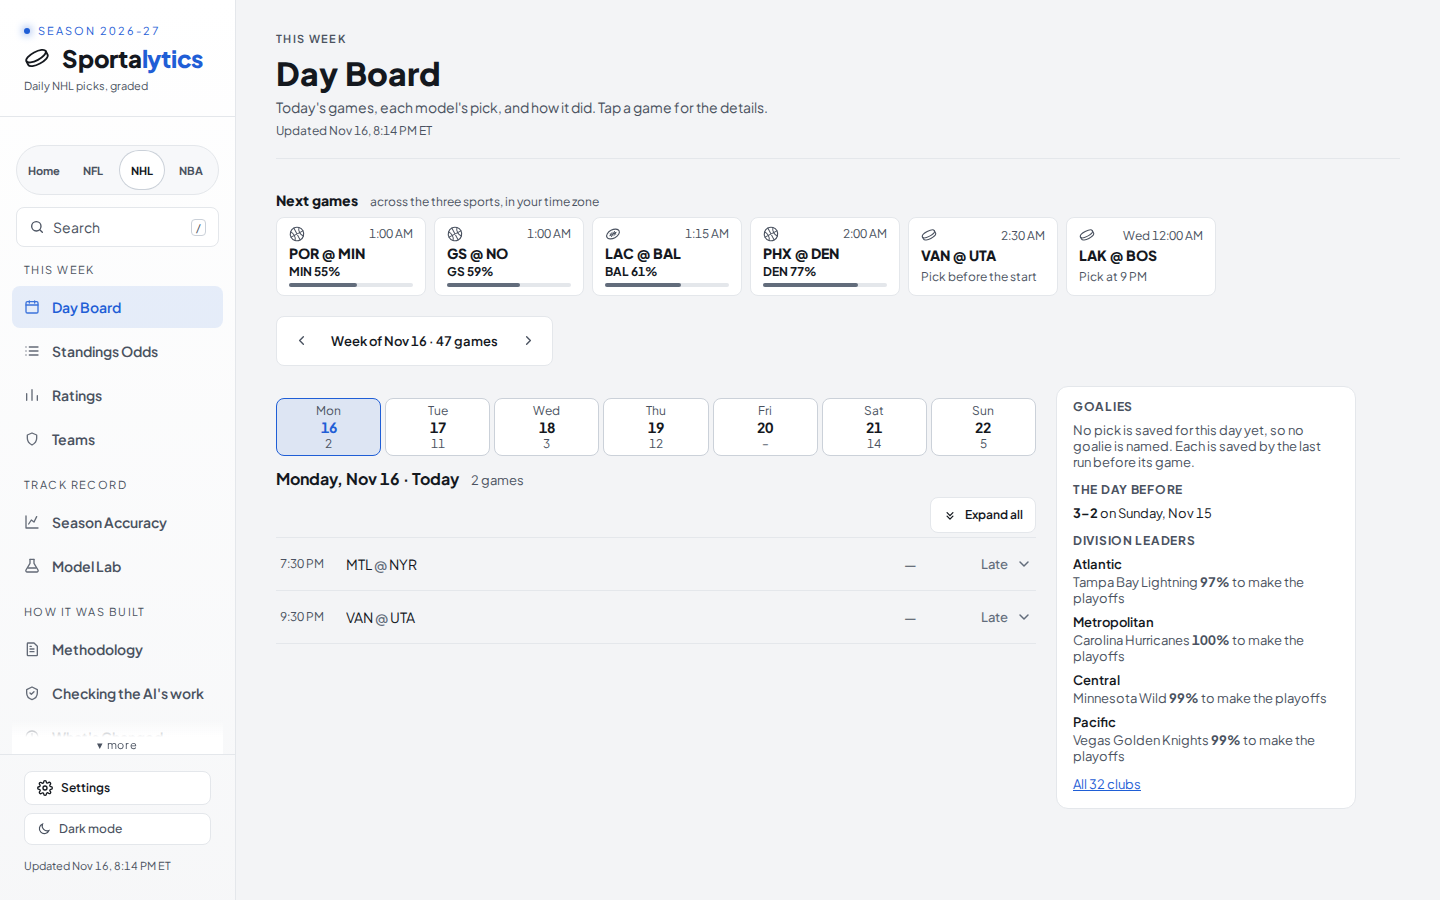 SEASON 2026-27
Sportalytics
Daily NHL picks, graded
Home NFL NHL NBA
Search /
THIS WEEK
Day Board
Standings Odds
Ratings
Teams
TRACK RECORD
Season Accuracy
Model Lab
HOW IT WAS BUILT
Methodology
Checking the AI's work
What's Changed
▾ more
Settings
Dark mode
Updated Nov 16, 8:14 PM ET
THIS WEEK
Day Board
Today's games, each model's pick, and how it did. Tap a game for the details.
Updated Nov 16, 8:14 PM ET
Next games across the three sports, in your time zone
1:00 AM
POR @ MIN
MIN 55%
1:00 AM
GS @ NO
GS 59%
1:15 AM
LAC @ BAL
BAL 61%
2:00 AM
PHX @ DEN
DEN 77%
2:30 AM
VAN @ UTA
Pick before the start
Wed 12:00 AM
LAK @ BOS
Pick at 9 PM
Week of Nov 16 · 47 games
Mon
16
2
Tue
17
11
Wed
18
3
Thu
19
12
Fri
20
–
Sat
21
14
Sun
22
5
Monday, Nov 16 · Today 2 games
Expand all
7:30 PM MTL @ NYR — Late
9:30 PM VAN @ UTA — Late
GOALIES
No pick is saved for this day yet, so no
goalie is named. Each is saved by the last
run before its game.
THE DAY BEFORE
3–2 on Sunday, Nov 15
DIVISION LEADERS
Atlantic
Tampa Bay Lightning 97% to make the
playoffs
Metropolitan
Carolina Hurricanes 100% to make the
playoffs
Central
Minnesota Wild 99% to make the playoffs
Pacific
Vegas Golden Knights 99% to make the
playoffs
All 32 clubs